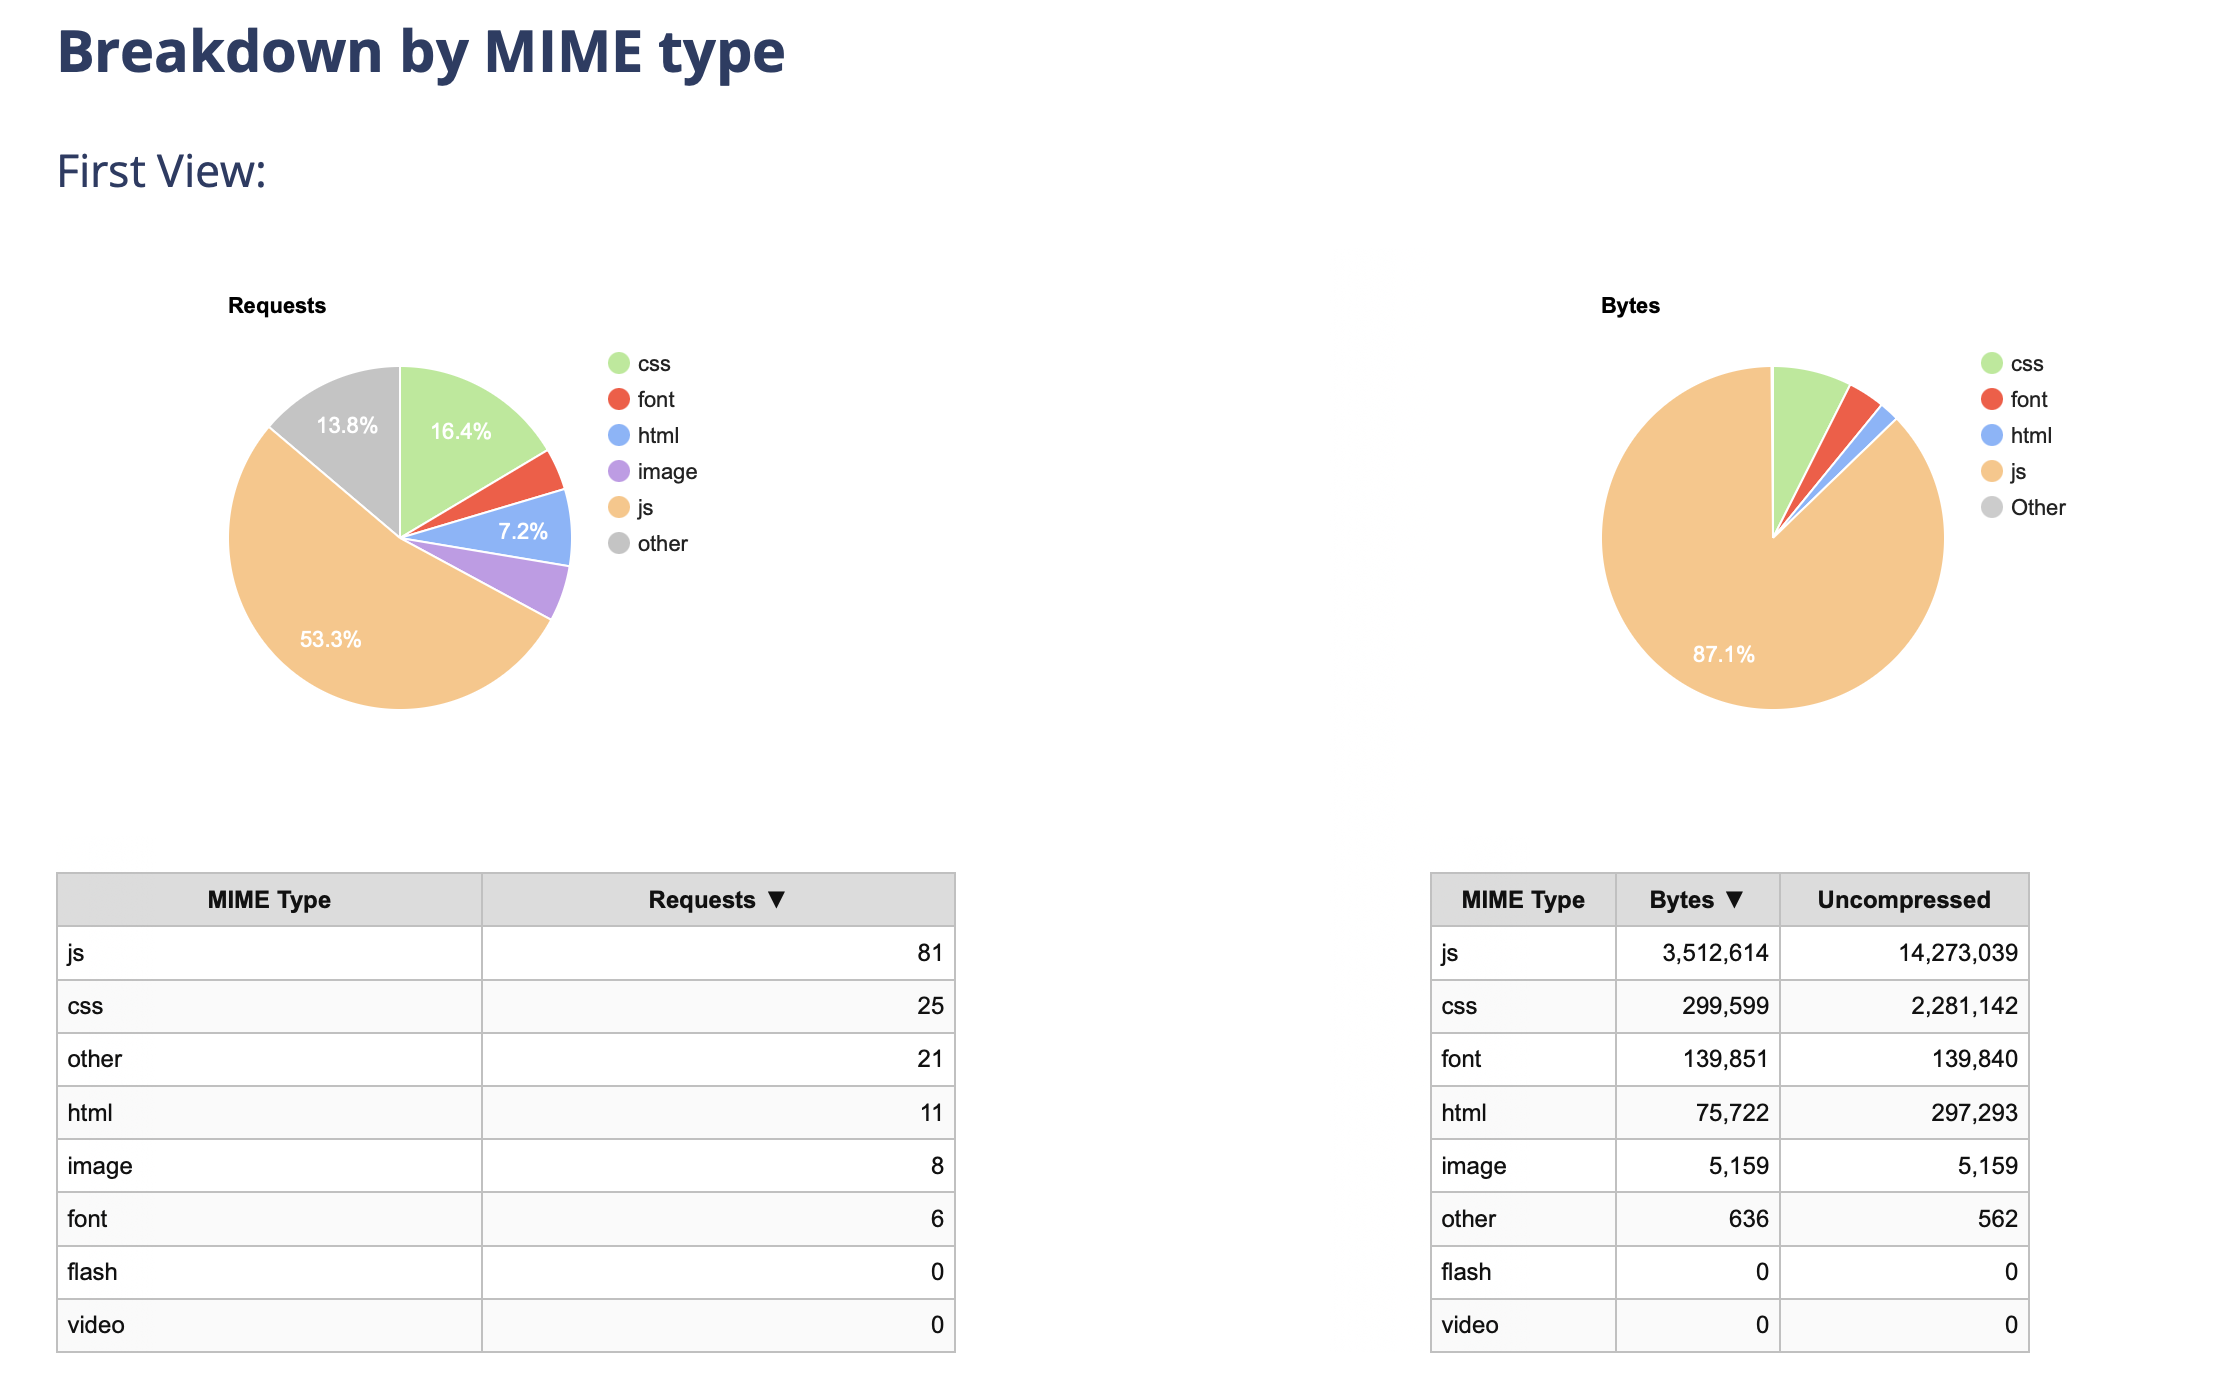 Breakdown by MIME type
First View:
Requests
css
font
html
image
js
other
13.8%
16.4%
7.2%
53.3%
Bytes
css
font
html
js
Other
87.1%
MIME Type Requests ▼
js 81
css 25
other 21
html 11
image 8
font 6
flash 0
video 0
MIME Type Bytes ▼ Uncompressed
js 3,512,614 14,273,039
css 299,599 2,281,142
font 139,851 139,840
html 75,722 297,293
image 5,159 5,159
other 636 562
flash 0 0
video 0 0